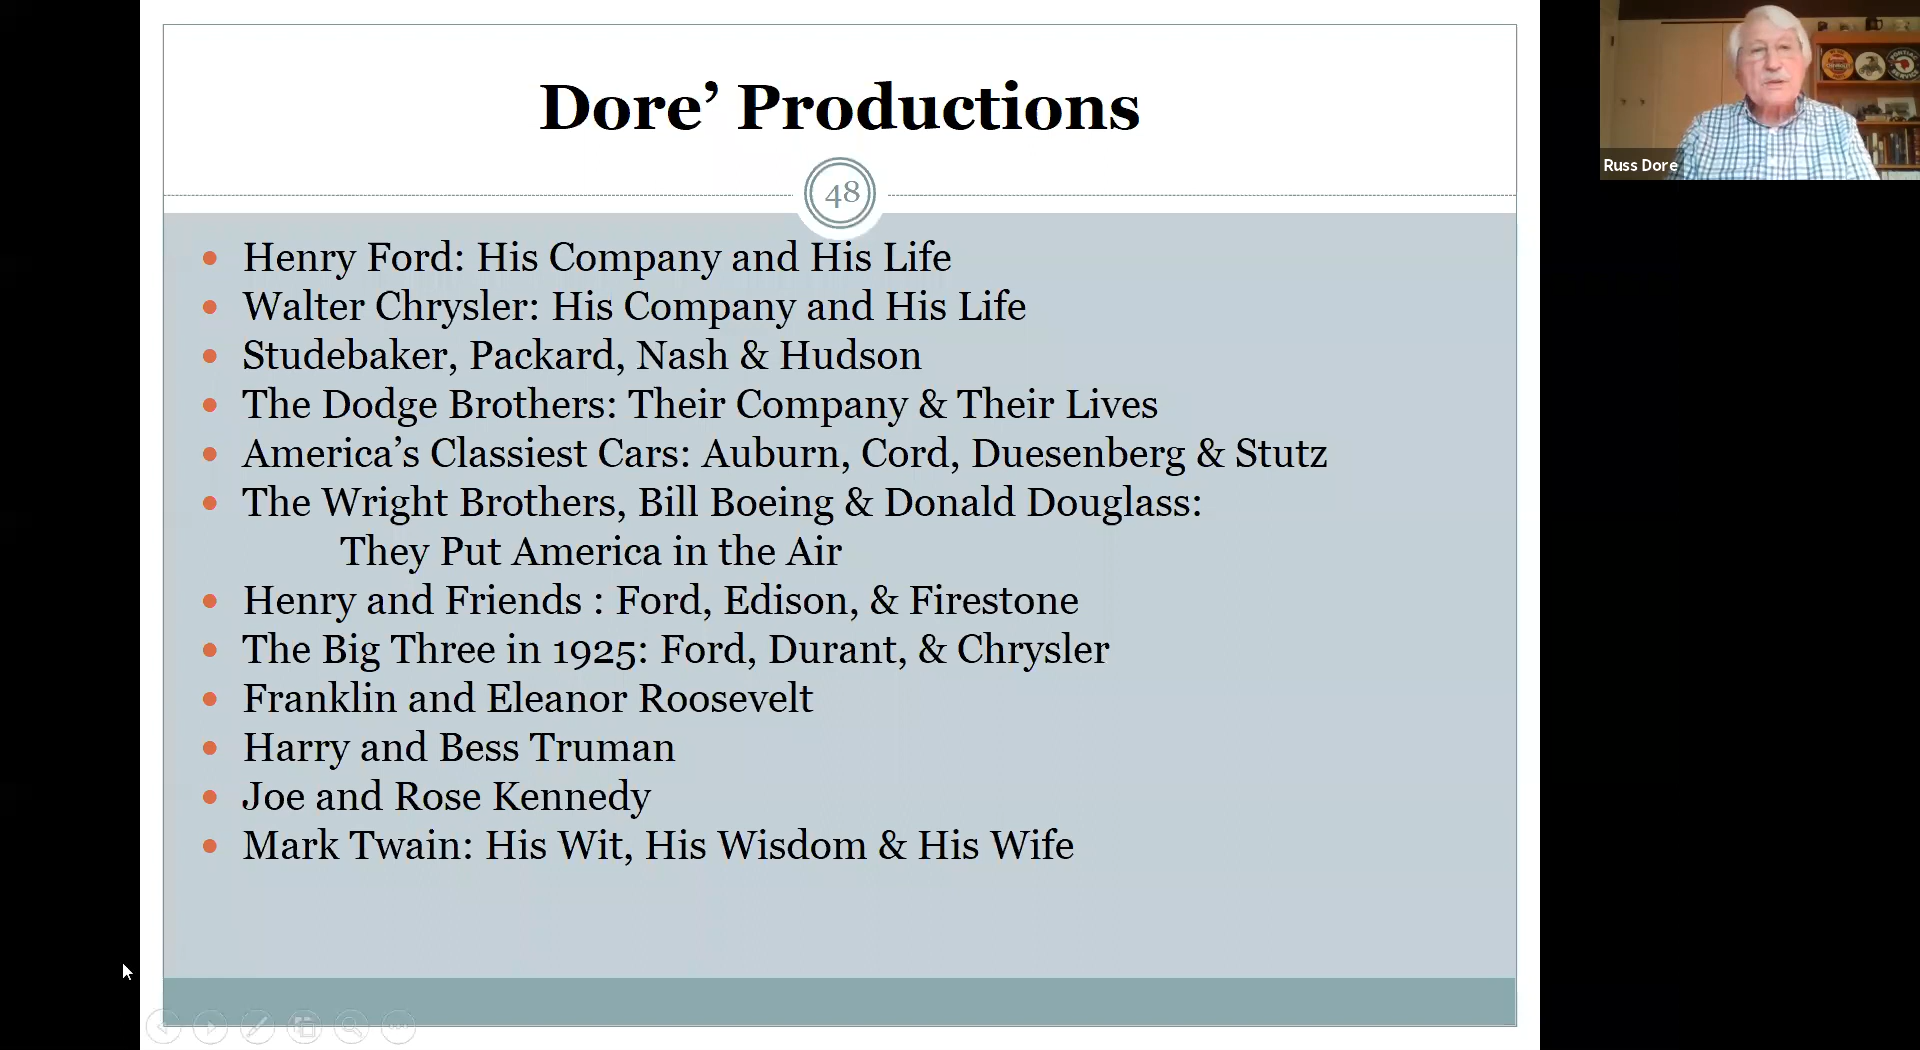 Dore’ Productions
48
• Henry Ford: His Company and His Life
• Walter Chrysler: His Company and His Life
• Studebaker, Packard, Nash & Hudson
• The Dodge Brothers: Their Company & Their Lives
• America’s Classiest Cars: Auburn, Cord, Duesenberg & Stutz
• The Wright Brothers, Bill Boeing & Donald Douglass:
They Put America in the Air
• Henry and Friends : Ford, Edison, & Firestone
• The Big Three in 1925: Ford, Durant, & Chrysler
• Franklin and Eleanor Roosevelt
• Harry and Bess Truman
• Joe and Rose Kennedy
• Mark Twain: His Wit, His Wisdom & His Wife
PONTIAC
SERVICE
Russ Dore